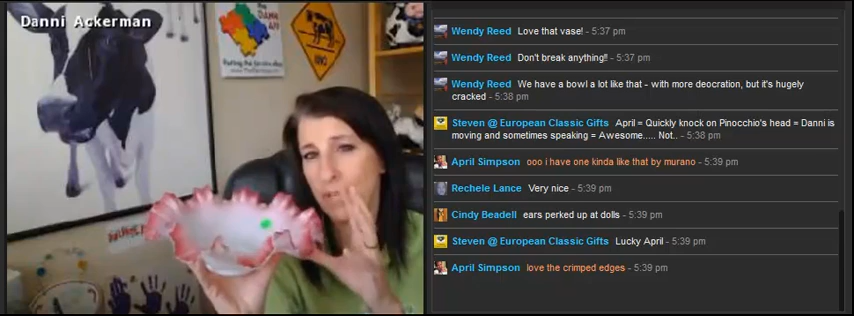 Danni Ackerman
Wendy Reed Love that vase! - 5:37 pm
Wendy Reed Don't break anything!! - 5:37 pm
Wendy Reed We have a bowl a lot like that - with more deocration, but it's hugely
cracked - 5:38 pm
Steven @ European Classic Gifts April = Quickly knock on Pinocchio's head = Danni is
moving and sometimes speaking = Awesome..... Not.. - 5:38 pm
April Simpson ooo i have one kinda like that by murano - 5:39 pm
Rechele Lance Very nice - 5:39 pm
Cindy Beadell ears perked up at dolls - 5:39 pm
Steven @ European Classic Gifts Lucky April - 5:39 pm
April Simpson love the crimped edges - 5:39 pm